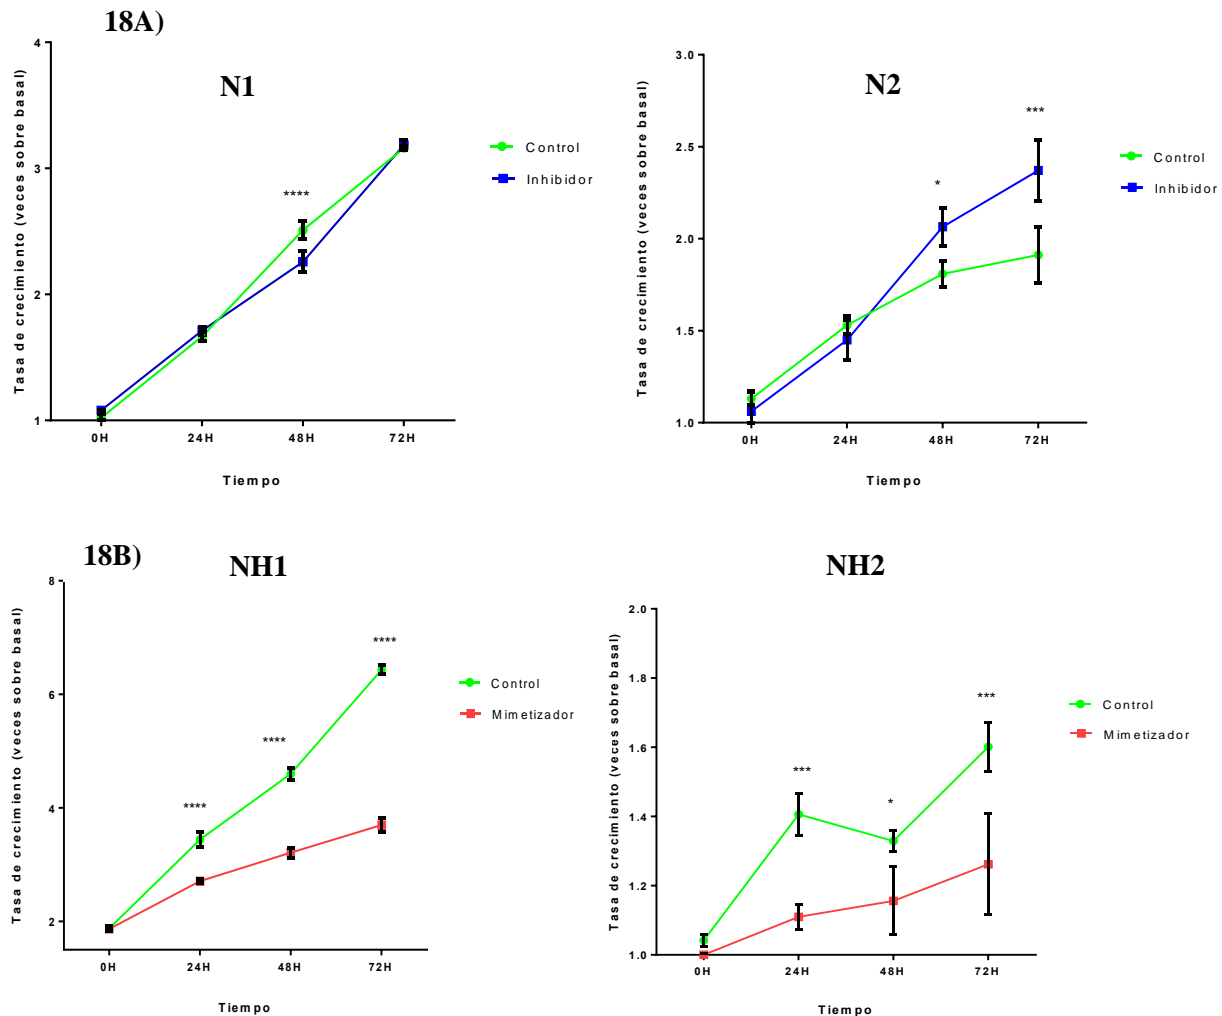 18A)
N1
Tasa de crecimiento (veces sobre basal)
4
3
2
1
****
0H 24H 48H 72H
Tiempo
Control
Inhibidor
N2
Tasa de crecimiento (veces sobre basal)
3.0
2.5
2.0
1.5
1.0
*
***
0H 24H 48H 72H
Tiempo
Control
Inhibidor
18B)
NH1
Tasa de crecimiento (veces sobre basal)
8
6
4
2
****
****
****
0H 24H 48H 72H
Tiempo
Control
Mimetizador
NH2
Tasa de crecimiento (veces sobre basal)
2.0
1.8
1.6
1.4
1.2
1.0
***
*
***
0H 24H 48H 72H
Tiempo
Control
Mimetizador